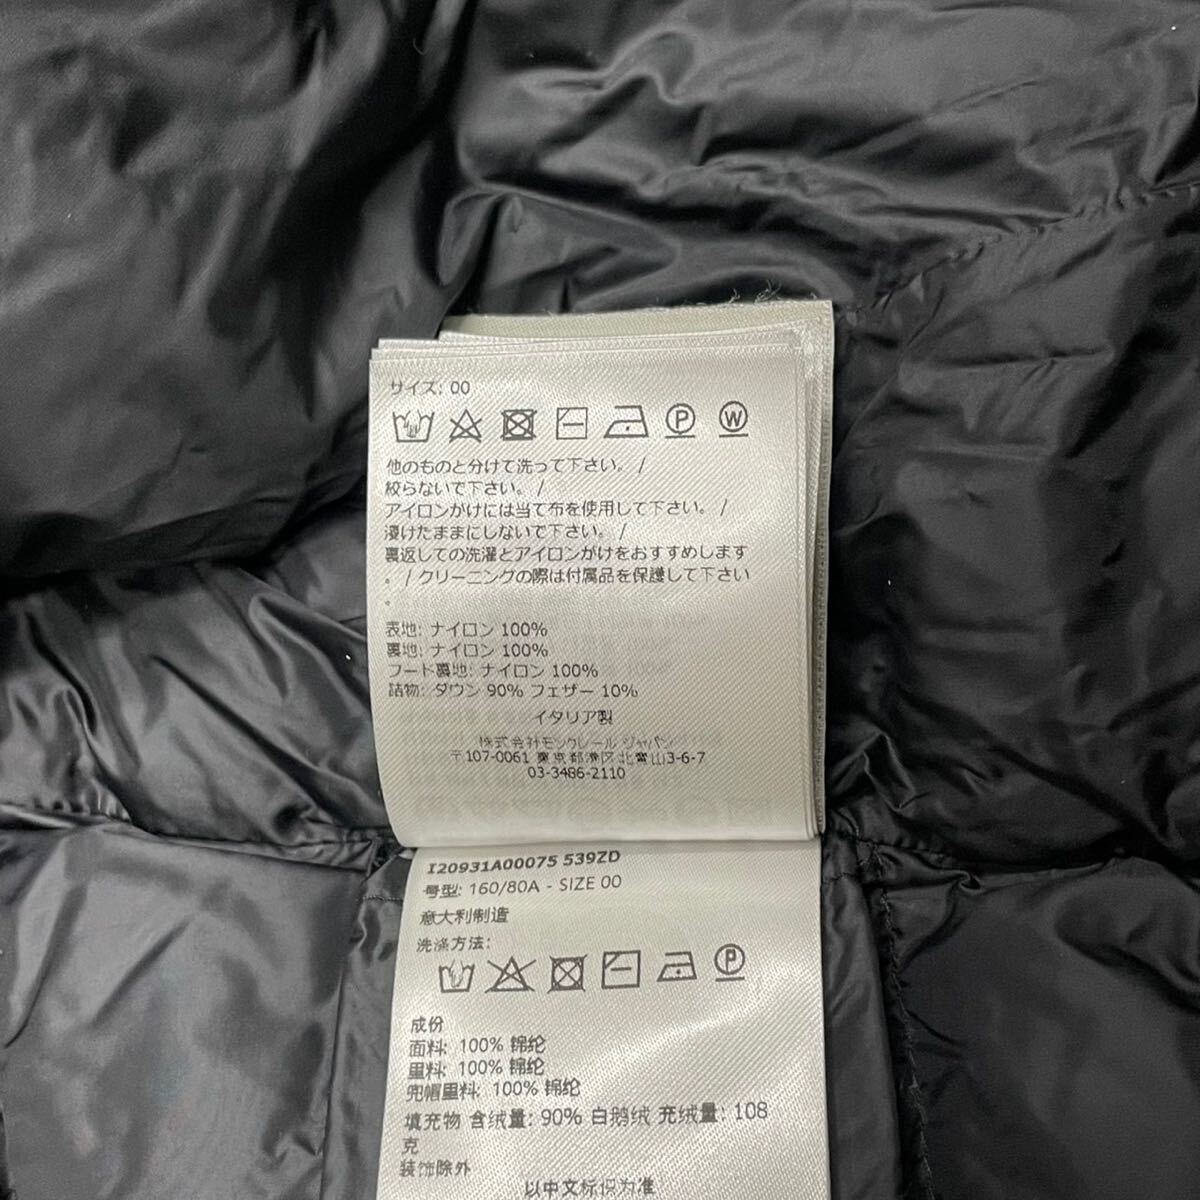 サイズ: 00
P W
他のものと分けて洗って下さい。 /
絞らないで下さい。 /
アイロンがけには当て布を使用して下さい。 /
浸けたままにしないで下さい。 /
裏返しての洗濯とアイロンがけをおすすめします
。 / クリーニングの際は付属品を保護して下さい
。
表地: ナイロン 100%
裏地: ナイロン 100%
フード裏地: ナイロン 100%
詰物: ダウン 90% フェザー 10%
イタリア製
株式会社モンクレール ジャパン
〒107-0061 東京都港区北青山3-6-7
03-3486-2110
I20931A00075 539ZD
号型: 160/80A - SIZE 00
意大利制造
洗涤方法:
P
成份
面料: 100% 锦纶
里料: 100% 锦纶
兜帽里料: 100% 锦纶
填充物 含绒量: 90% 白鹅绒 充绒量: 108
克
装饰除外
以中文标识为准